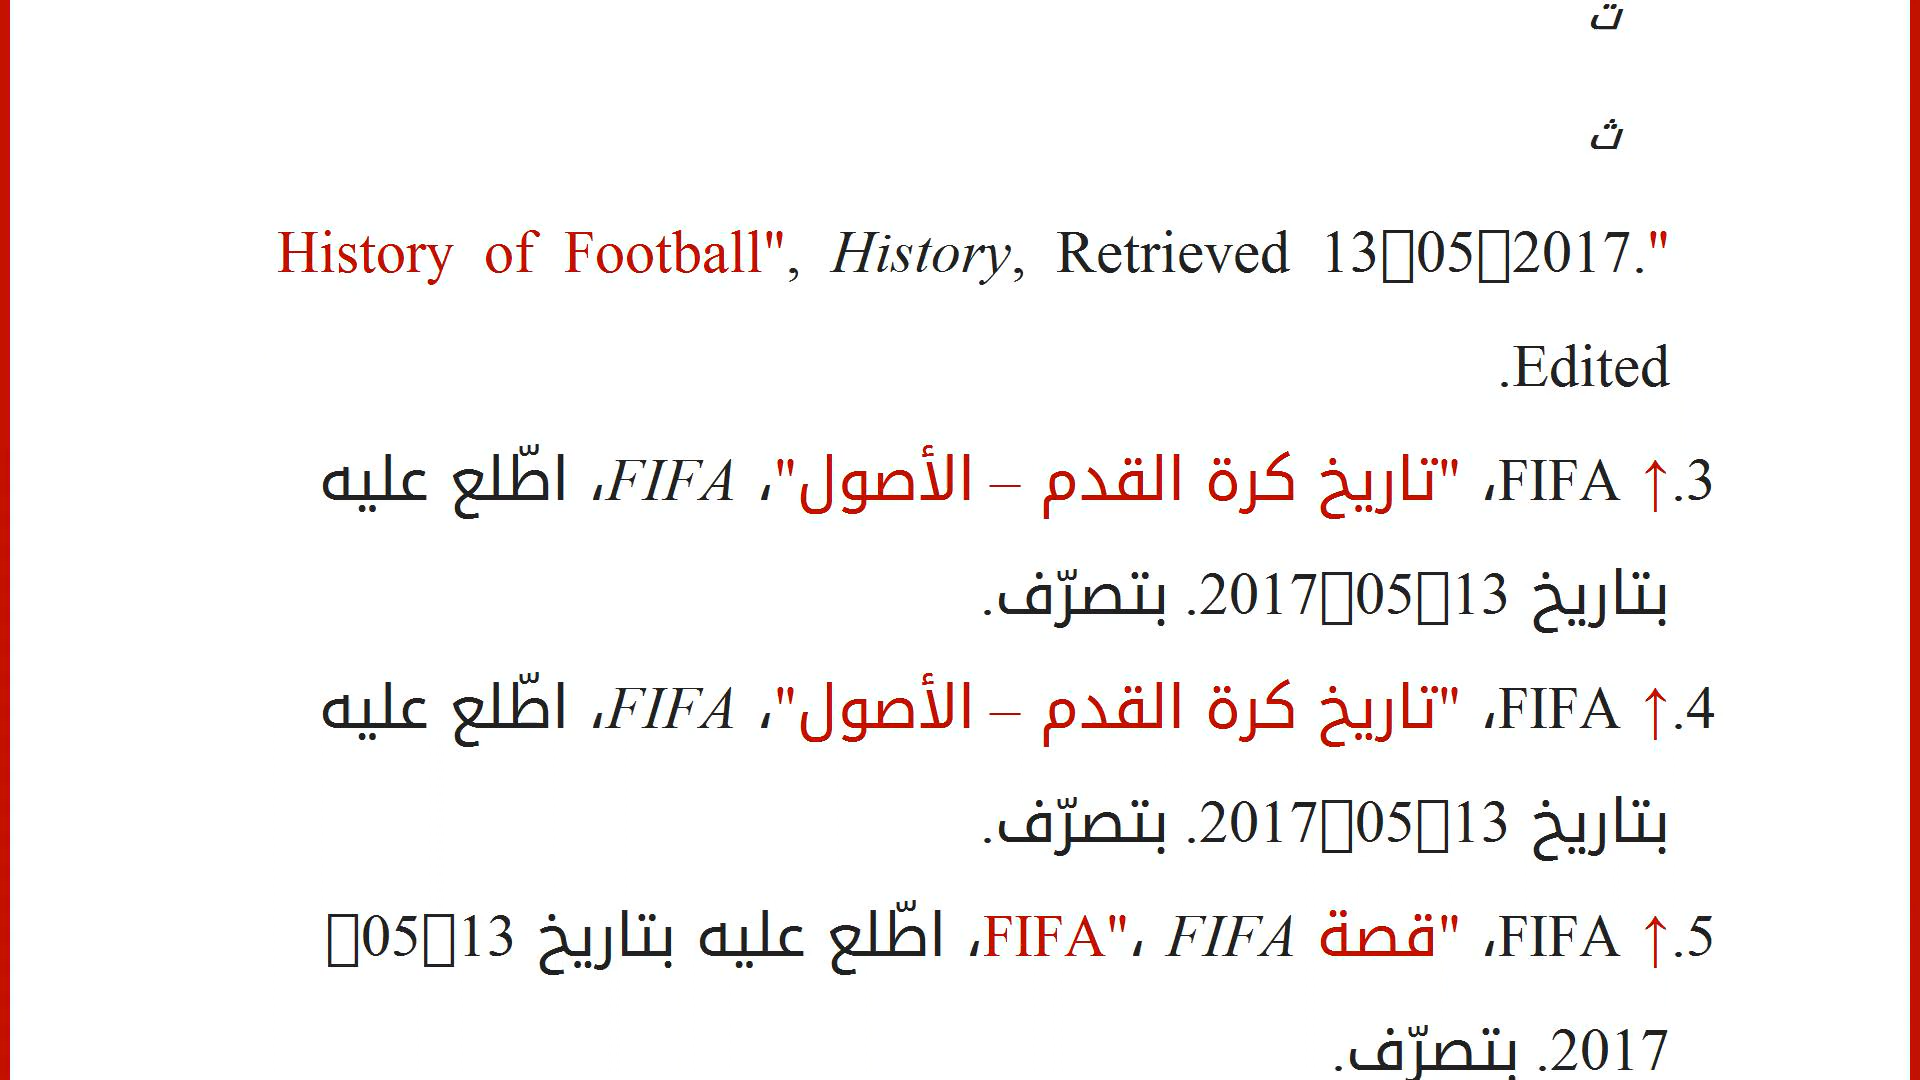 ت
ث
"History of Football", History, Retrieved 13▯05▯2017.
Edited.
3.↑ FIFA، "تاريخ كرة القدم – الأصول"، FIFA، اطّلع عليه
بتاريخ 13▯05▯2017. بتصرّف.
4.↑ FIFA، "تاريخ كرة القدم – الأصول"، FIFA، اطّلع عليه
بتاريخ 13▯05▯2017. بتصرّف.
5.↑ FIFA، "قصة FIFA"، FIFA، اطّلع عليه بتاريخ 13▯05▯
2017. بتصرّف.